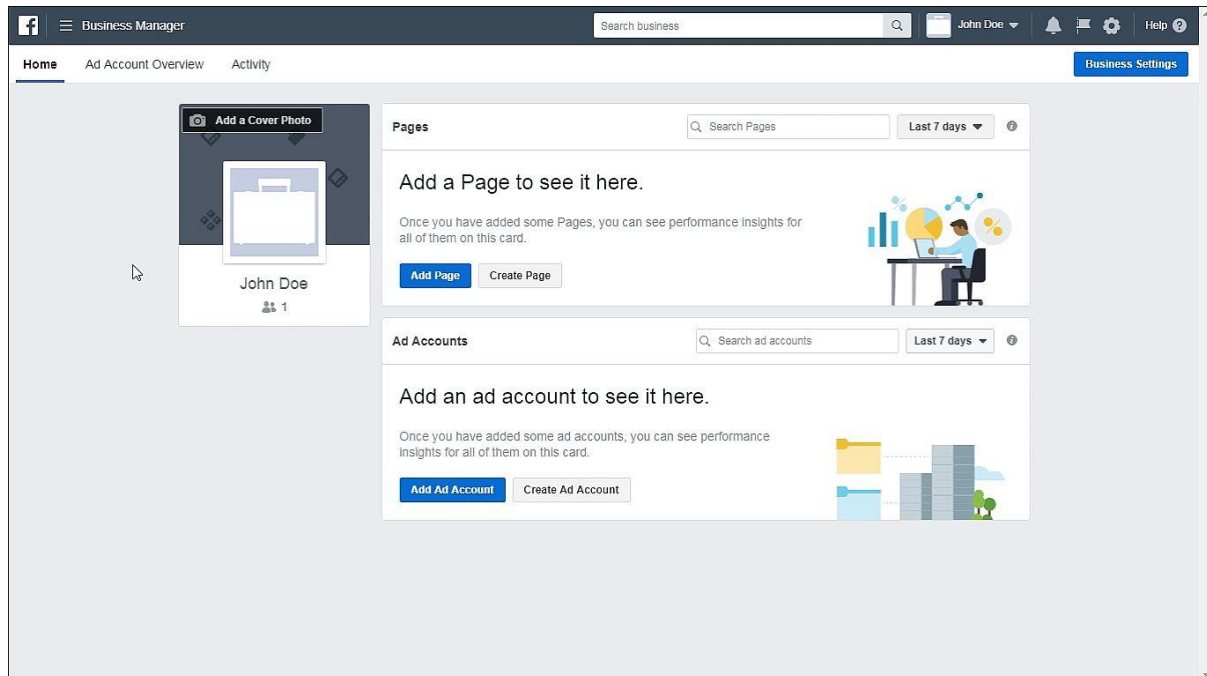 f
Business Manager
Search business
John Doe
Help ?
Home
Ad Account Overview
Activity
Business Settings
Add a Cover Photo
John Doe
1
Pages
Search Pages
Last 7 days
Add a Page to see it here.
Once you have added some Pages, you can see performance insights for
all of them on this card.
Add Page
Create Page
%
%
Ad Accounts
Search ad accounts
Last 7 days
Add an ad account to see it here.
Once you have added some ad accounts, you can see performance
insights for all of them on this card.
Add Ad Account
Create Ad Account